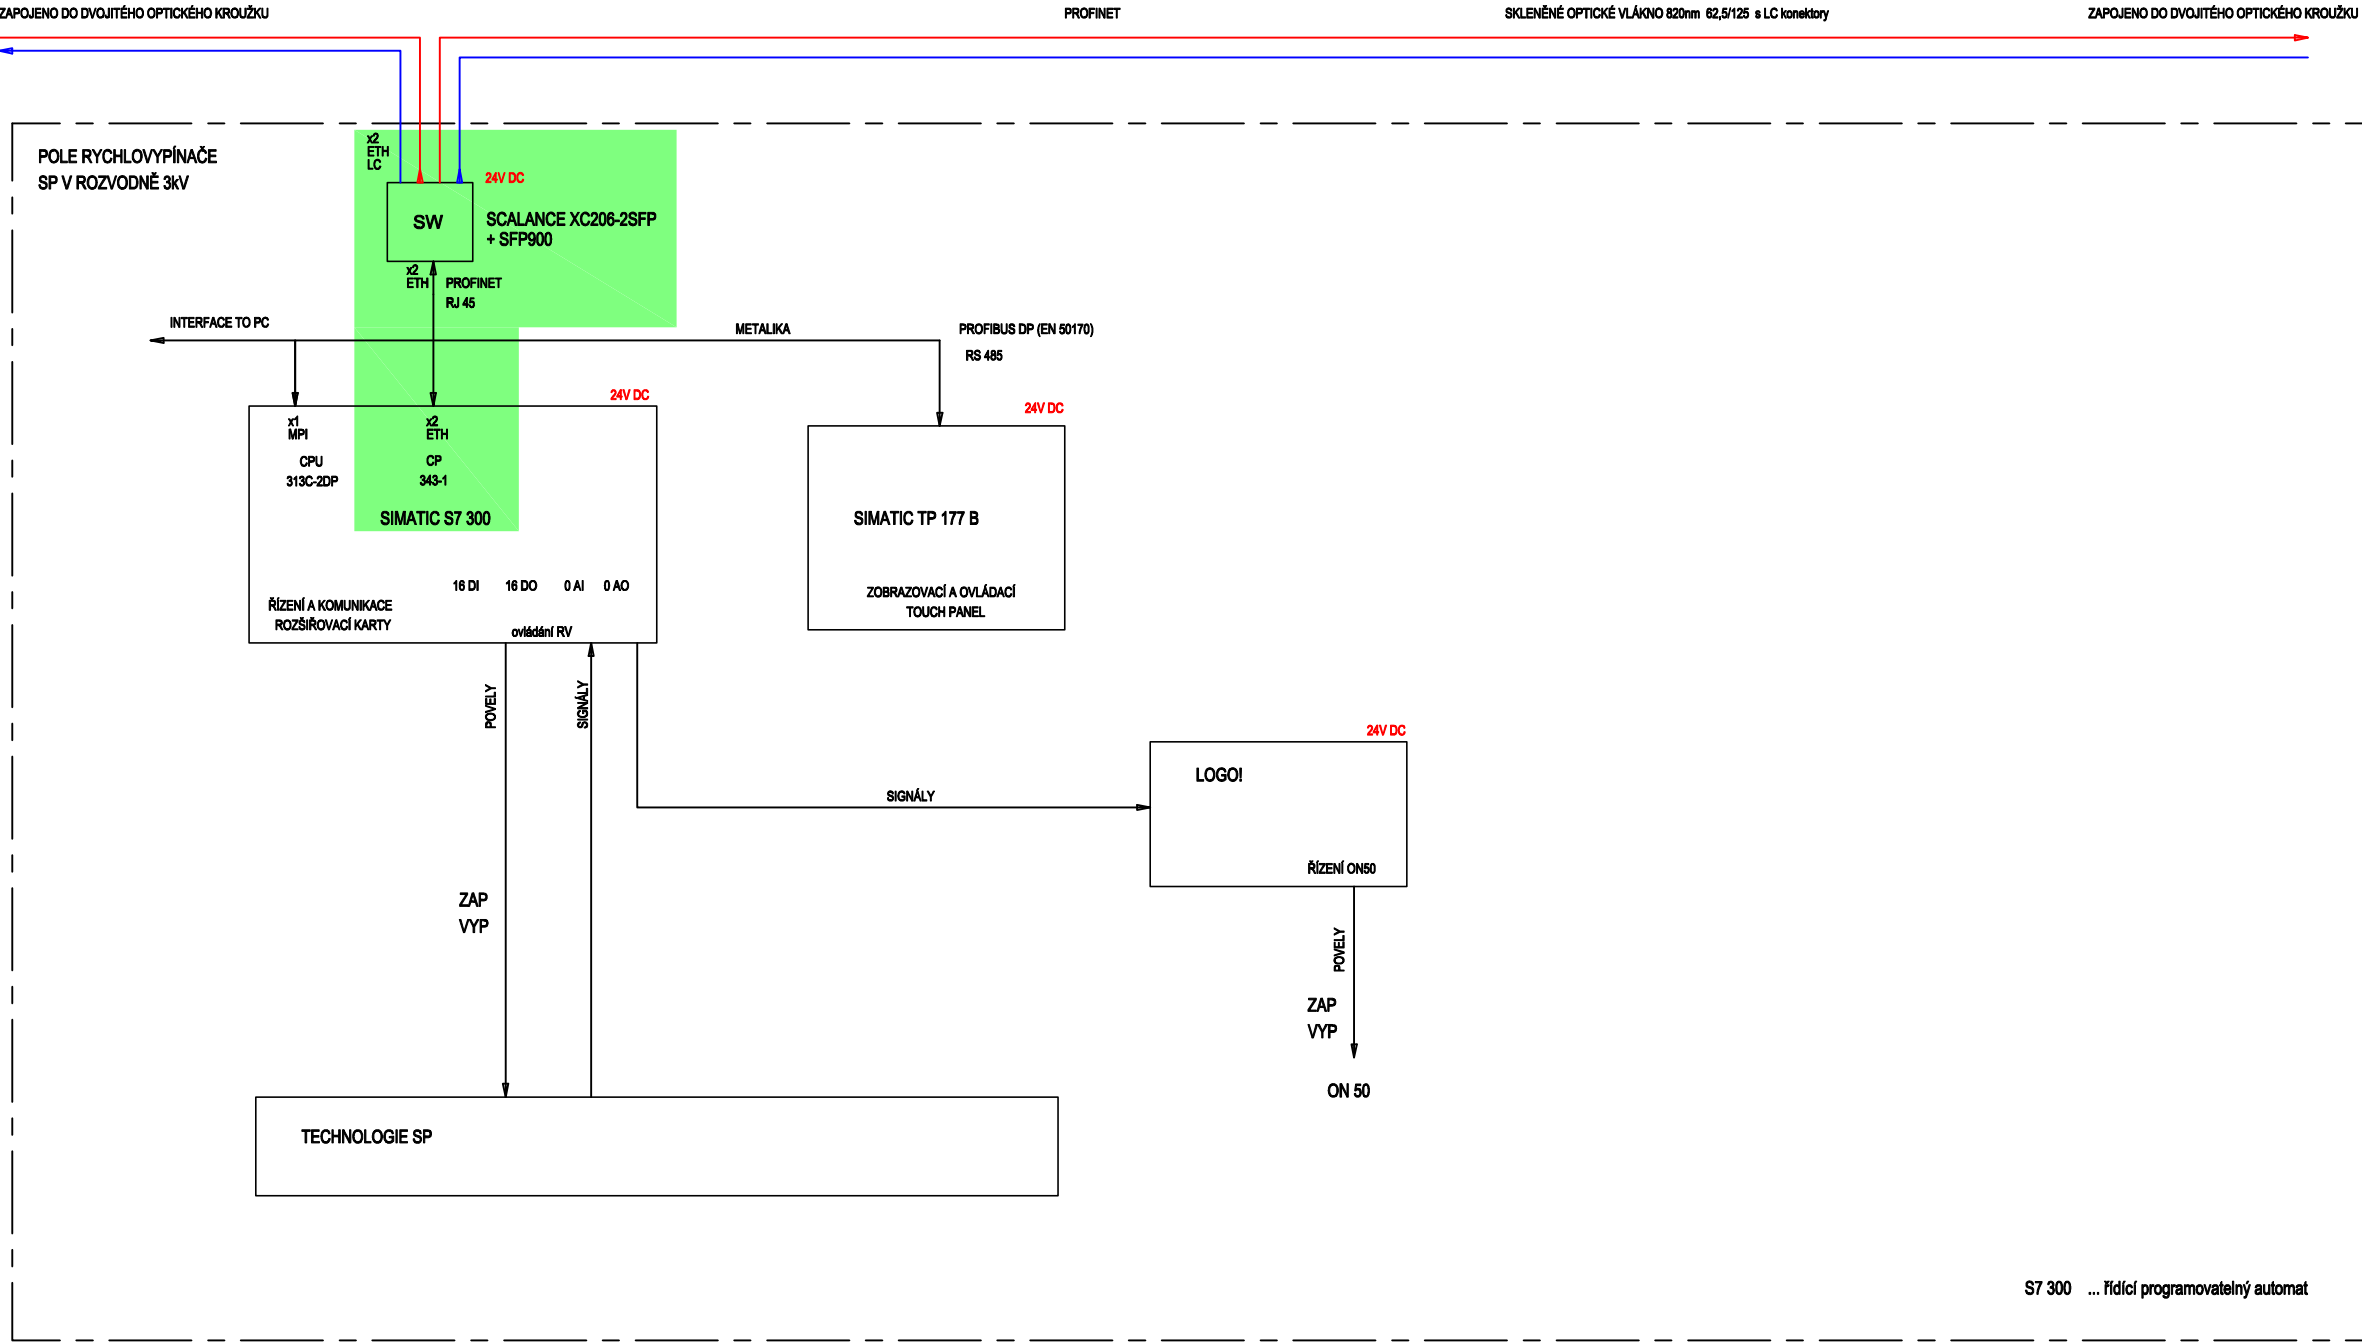 ZAPOJENO DO DVOJITÉHO OPTICKÉHO KROUŽKU
PROFINET
SKLENĚNÉ OPTICKÉ VLÁKNO 820nm 62,5/125 s LC konektory
ZAPOJENO DO DVOJITÉHO OPTICKÉHO KROUŽKU
POLE RYCHLOVYPÍNAČE
SP V ROZVODNĚ 3kV
x2
ETH
LC
24V DC
SW
SCALANCE XC206-2SFP
+ SFP900
x2
ETH
PROFINET
RJ 45
INTERFACE TO PC
METALIKA
PROFIBUS DP (EN 50170)
RS 485
24V DC
x1
MPI
CPU
313C-2DP
x2
ETH
CP
343-1
SIMATIC S7 300
16 DI
16 DO
0 AI
0 AO
ŘÍZENÍ A KOMUNIKACE
ROZŠIŘOVACÍ KARTY
ovládání RV
24V DC
SIMATIC TP 177 B
ZOBRAZOVACÍ A OVLÁDACÍ
TOUCH PANEL
POVELY
SIGNÁLY
SIGNÁLY
24V DC
LOGO!
ŘÍZENÍ ON50
ZAP
VYP
POVELY
ZAP
VYP
ON 50
TECHNOLOGIE SP
S7 300 ... řídící programovatelný automat